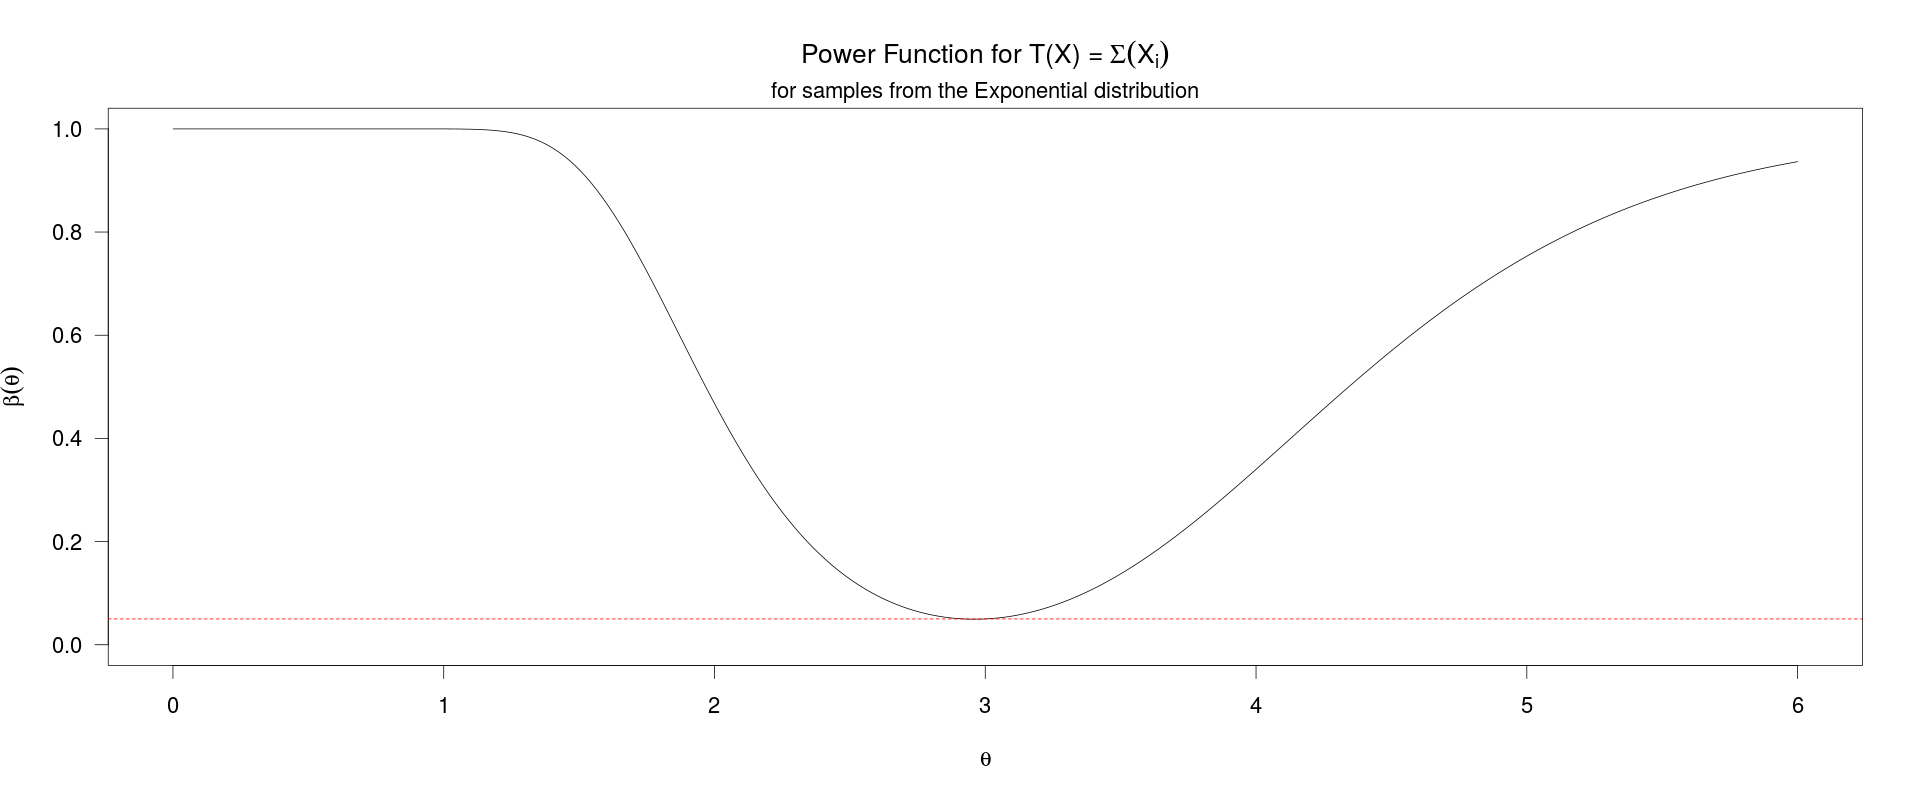 Power Function for T(X) = Σ(Xᵢ)
for samples from the Exponential distribution
β(θ)
1.0
0.8
0.6
0.4
0.2
0.0
0 1 2 3 4 5 6
θ